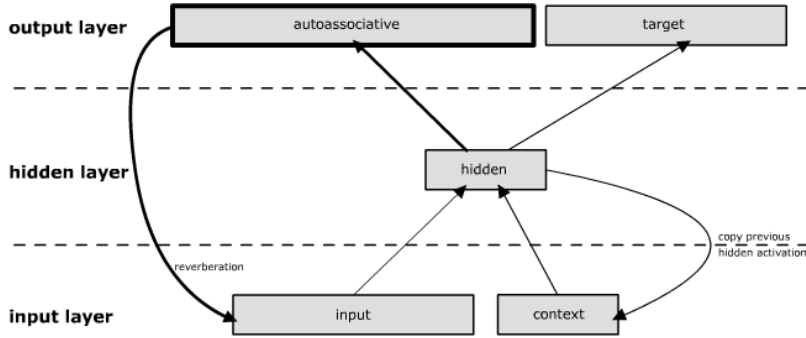 output layer
autoassociative
target
hidden layer
hidden
copy previous
hidden activation
reverberation
input layer
input
context